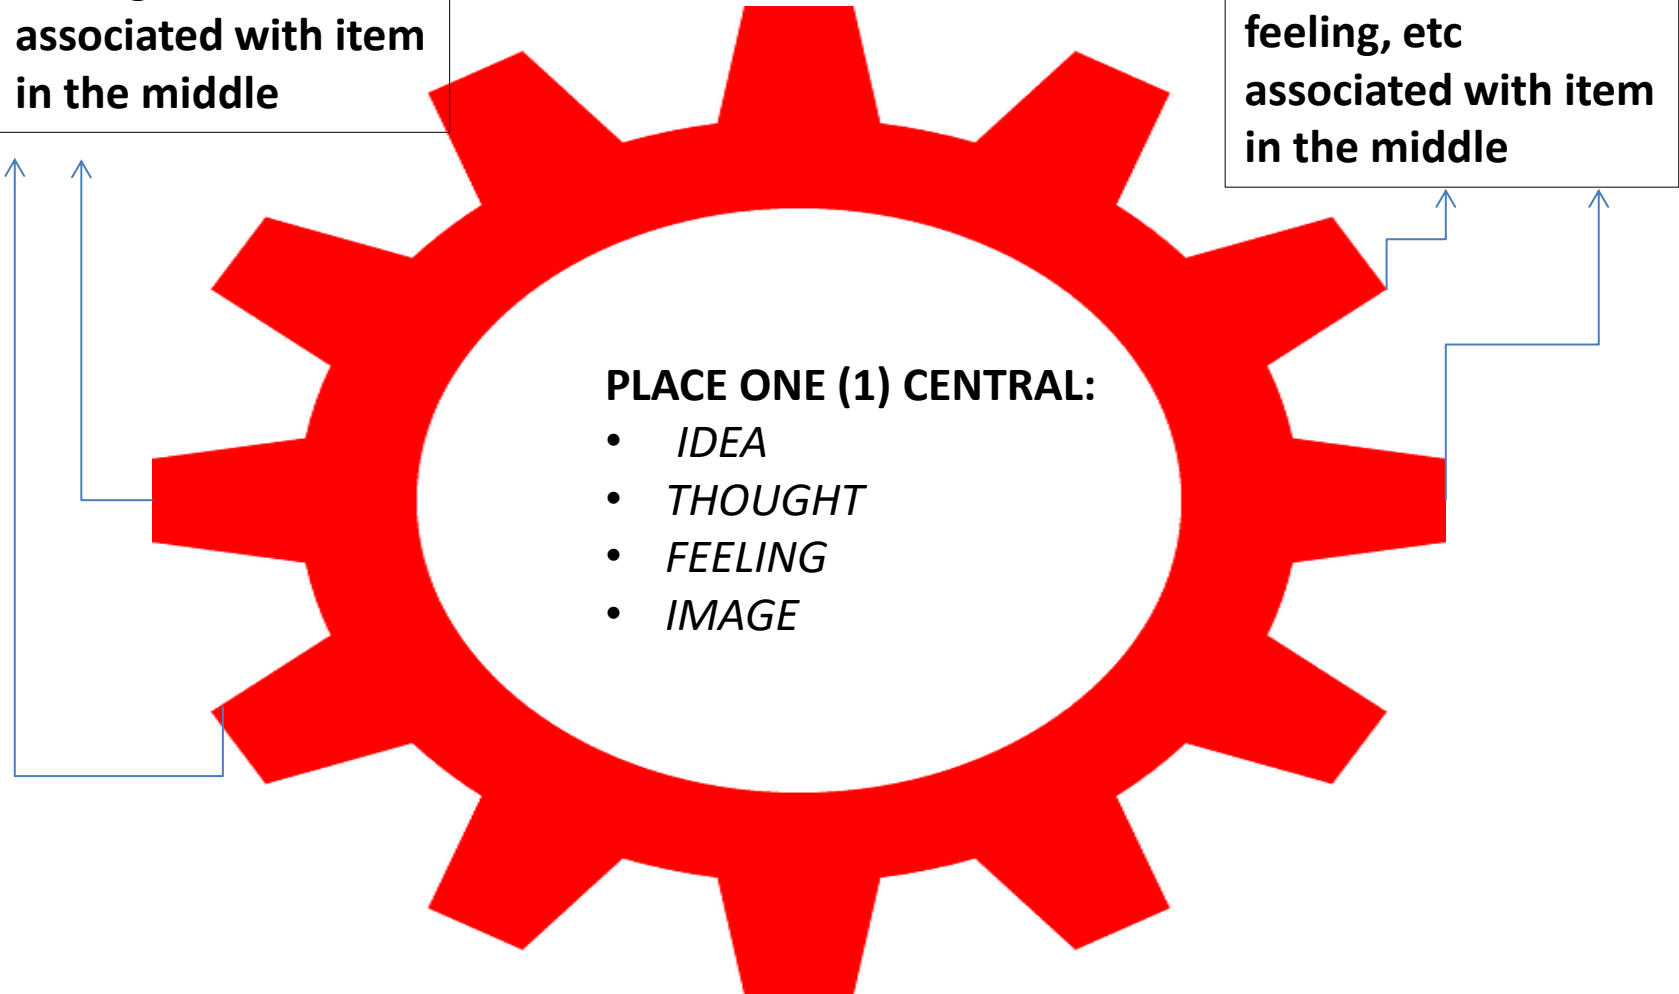 associated with item
in the middle
feeling, etc
associated with item
in the middle
PLACE ONE (1) CENTRAL:
• IDEA
• THOUGHT
• FEELING
• IMAGE